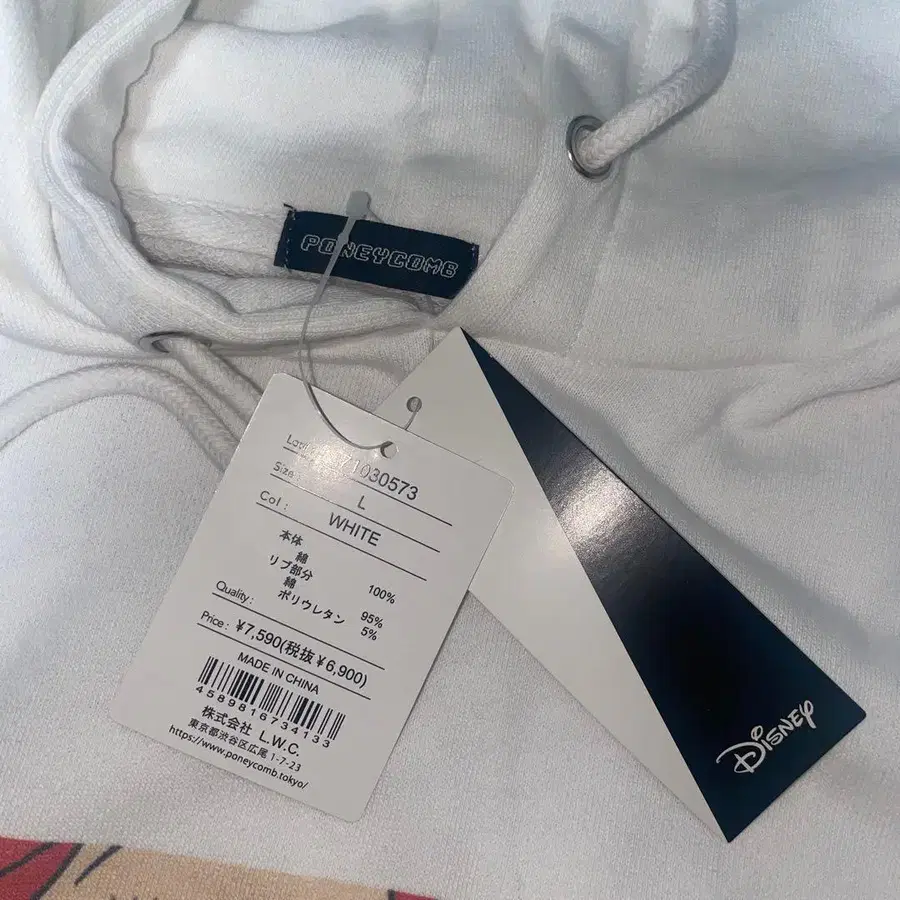 PONEYCOMB
1030573
Size: L
Col: WHITE
本体
綿 100%
リブ部分
綿 95%
ポリウレタン 5%
Quality:
Price: ¥7,590(税抜¥6,900)
MADE IN CHINA
4589816734133
株式会社 L.W.C.
東京都渋谷区広尾 1-7-23
https://www.poneycomb.tokyo/
DISNEY